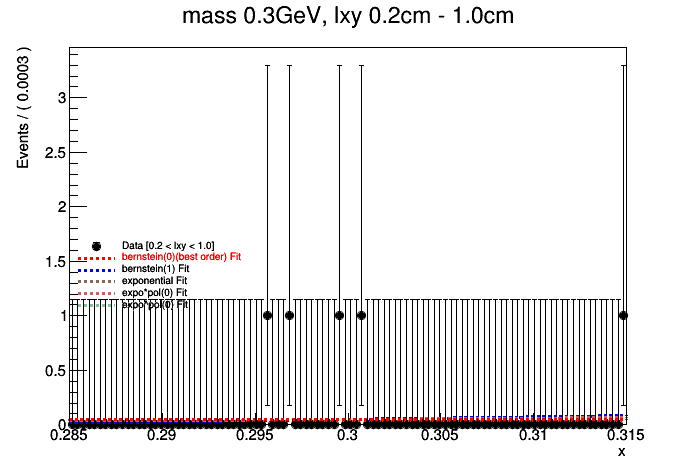 mass 0.3GeV, lxy 0.2cm - 1.0cm
Events / ( 0.0003 )
3
2.5
2
1.5
1
0.5
0
Data [0.2 < lxy < 1.0]
bernstein(0)(best order) Fit
bernstein(1) Fit
exponential Fit
expo*pol(0) Fit
expo*pol(0) Fit
0.285 0.29 0.295 0.3 0.305 0.31 0.315
x